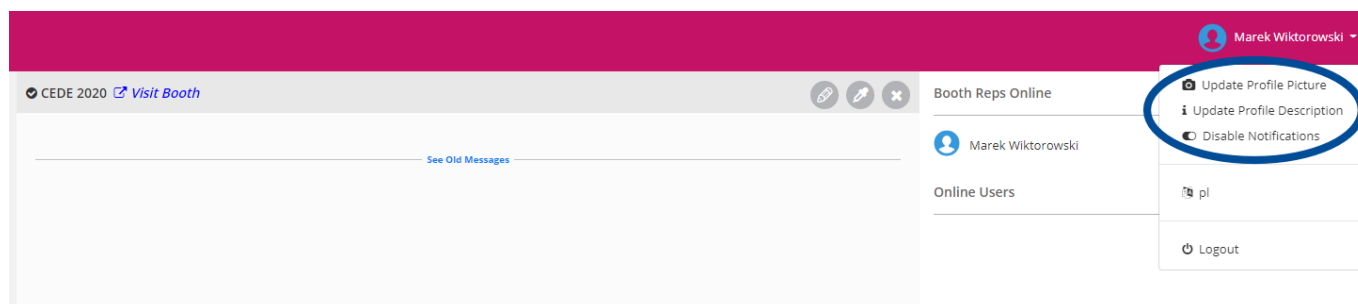 Marek Wiktorowski
CEDE 2020 Visit Booth
See Old Messages
Booth Reps Online
Marek Wiktorowski
Online Users
Update Profile Picture
Update Profile Description
Disable Notifications
pl
Logout